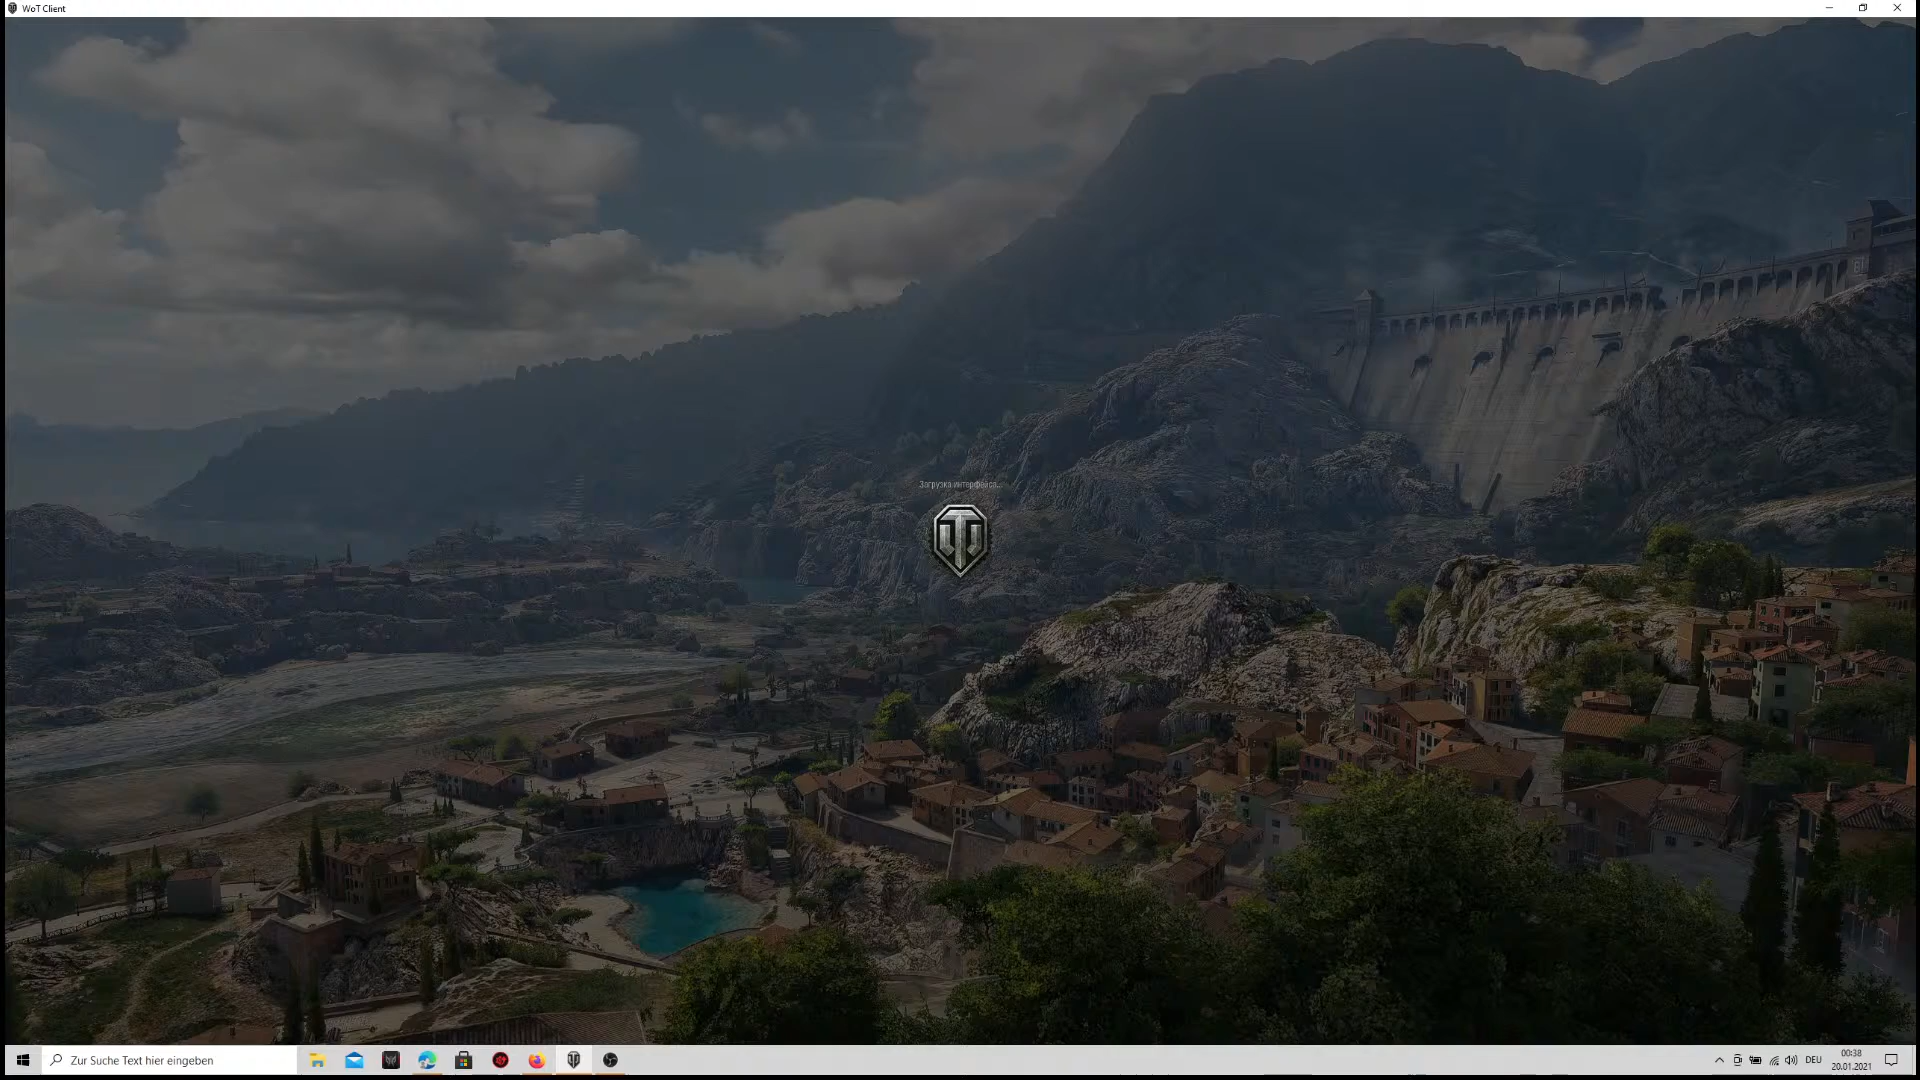 WoT Client
Загрузка интерфейса...
Zur Suche Text hier eingeben
DEU
00:38
20.01.2021